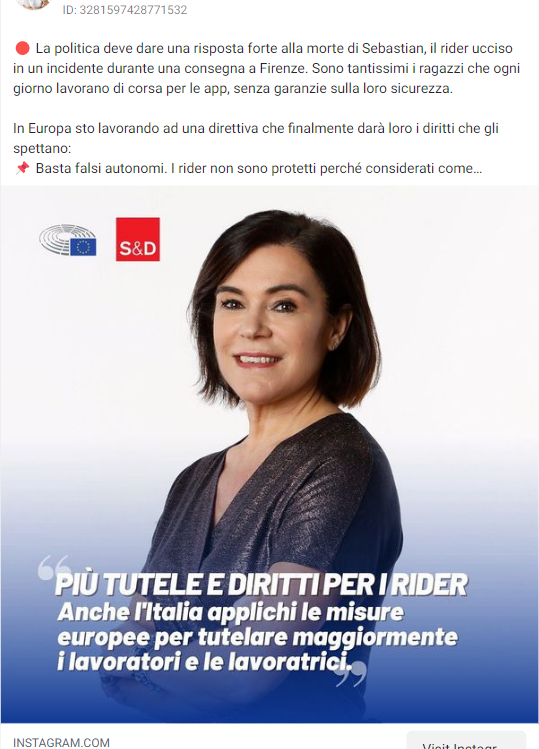 ID: 3281597428771532
🔴 La politica deve dare una risposta forte alla morte di Sebastian, il rider ucciso
in un incidente durante una consegna a Firenze. Sono tantissimi i ragazzi che ogni
giorno lavorano di corsa per le app, senza garanzie sulla loro sicurezza.
In Europa sto lavorando ad una direttiva che finalmente darà loro i diritti che gli
spettano:
📌 Basta falsi autonomi. I rider non sono protetti perché considerati come...
S&D
“PIÙ TUTELE E DIRITTI PER I RIDER
Anche l'Italia applichi le misure
europee per tutelare maggiormente
i lavoratori e le lavoratrici.”
INSTAGRAM.COM
Visit Instagr...